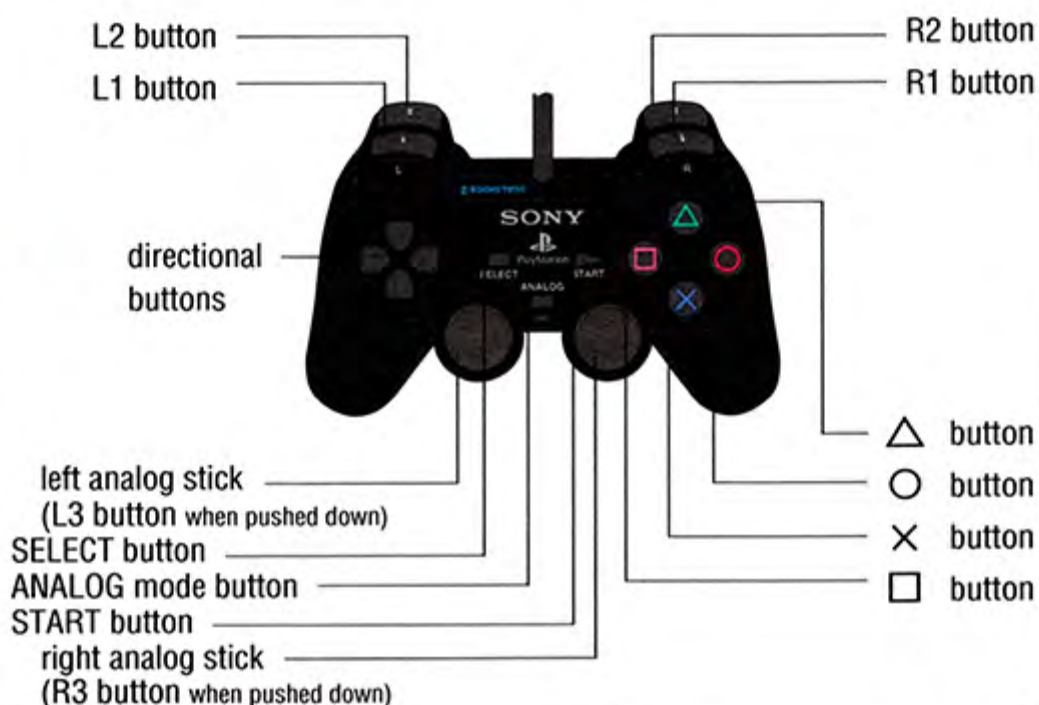 L2 button
L1 button
R2 button
R1 button
L
R
SONY
PlayStation
SELECT
START
ANALOG
directional
buttons
left analog stick
(L3 button when pushed down)
SELECT button
ANALOG mode button
START button
right analog stick
(R3 button when pushed down)
△ button
○ button
✕ button
□ button